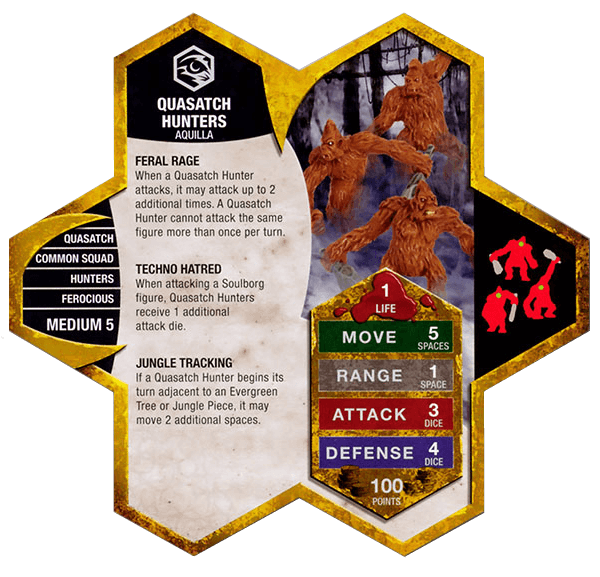 QUASATCH
HUNTERS
AQUILLA
FERAL RAGE
When a Quasatch Hunter
attacks, it may attack up to 2
additional times. A Quasatch
Hunter cannot attack the same
figure more than once per turn.
TECHNO HATRED
When attacking a Soulborg
figure, Quasatch Hunters
receive 1 additional
attack die.
JUNGLE TRACKING
If a Quasatch Hunter begins its
turn adjacent to an Evergreen
Tree or Jungle Piece, it may
move 2 additional spaces.
QUASATCH
COMMON SQUAD
HUNTERS
FEROCIOUS
MEDIUM 5
1
LIFE
MOVE 5
SPACES
RANGE 1
SPACE
ATTACK 3
DICE
DEFENSE 4
DICE
100
POINTS